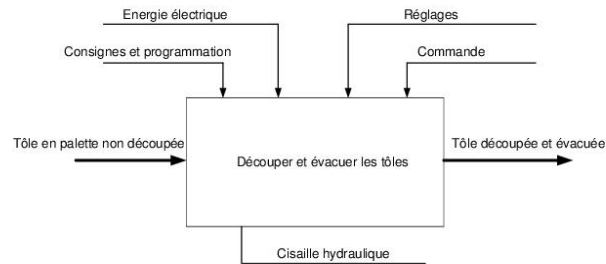 Energie électrique
Réglages
Consignes et programmation
Commande
Tôle en palette non découpée
Découper et évacuer les tôles
Tôle découpée et évacuée
Cisaille hydraulique